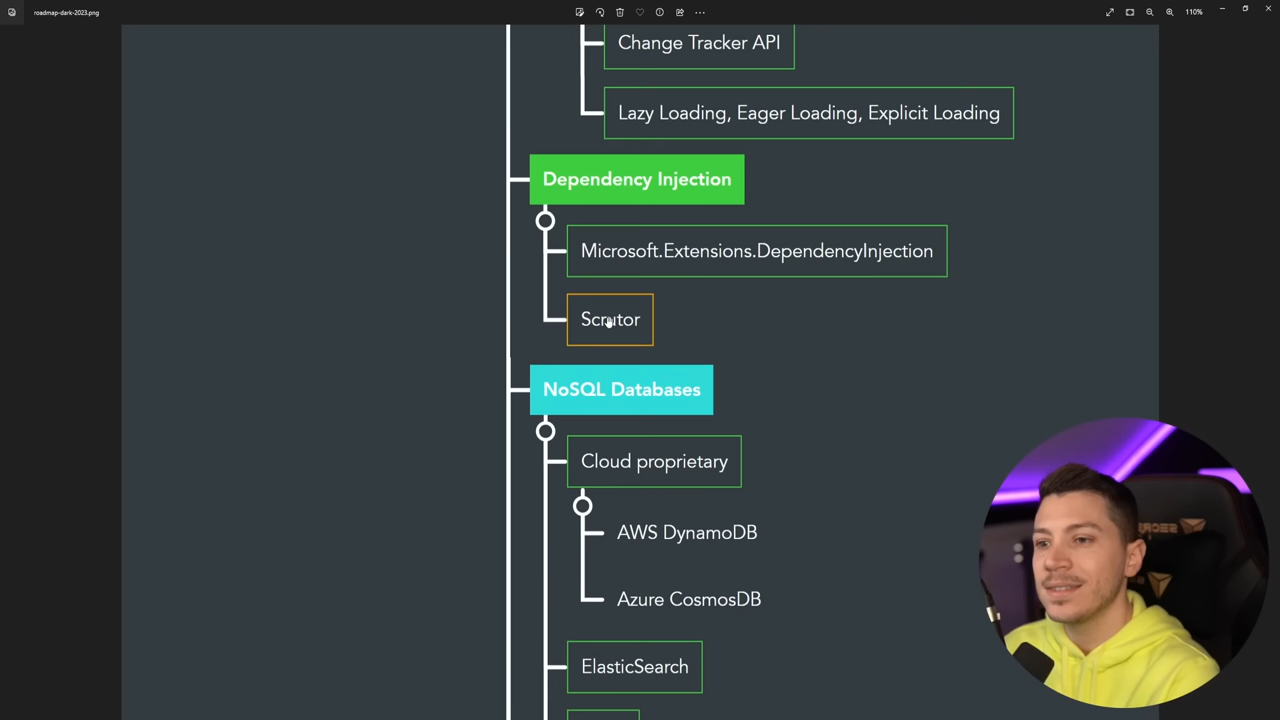 roadmap-dark-2023.png
110%
Change Tracker API
Lazy Loading, Eager Loading, Explicit Loading
Dependency Injection
Microsoft.Extensions.DependencyInjection
Scrutor
NoSQL Databases
Cloud proprietary
AWS DynamoDB
Azure CosmosDB
ElasticSearch